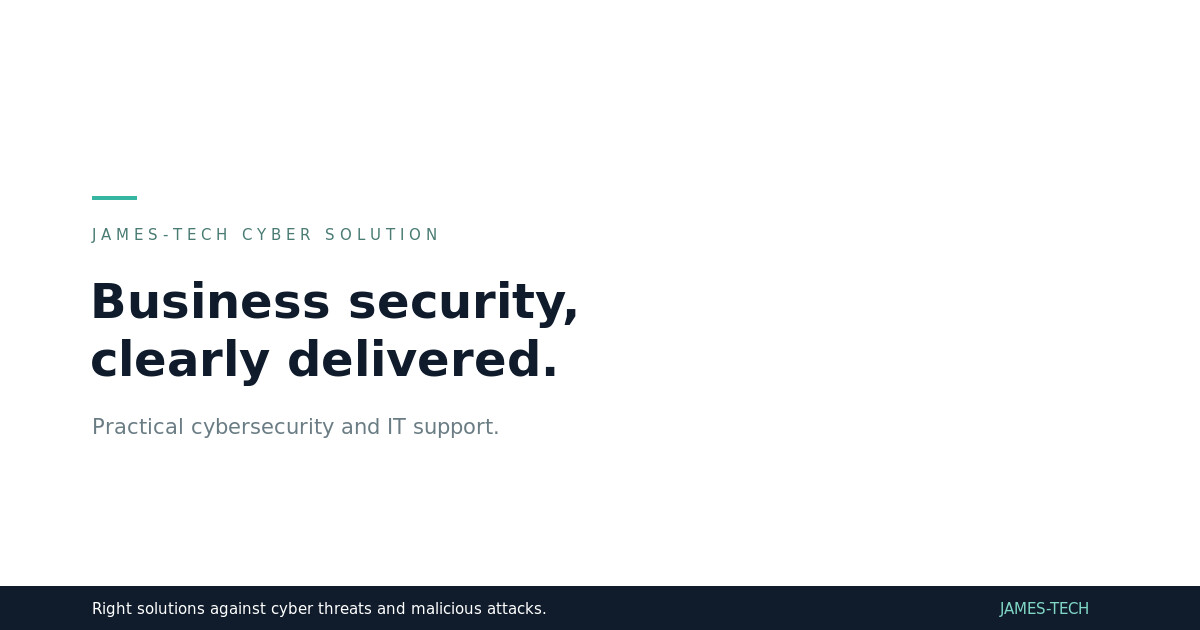 JAMES-TECH CYBER SOLUTION
Business security,
clearly delivered.
Practical cybersecurity and IT support.
Right solutions against cyber threats and malicious attacks.
JAMES-TECH